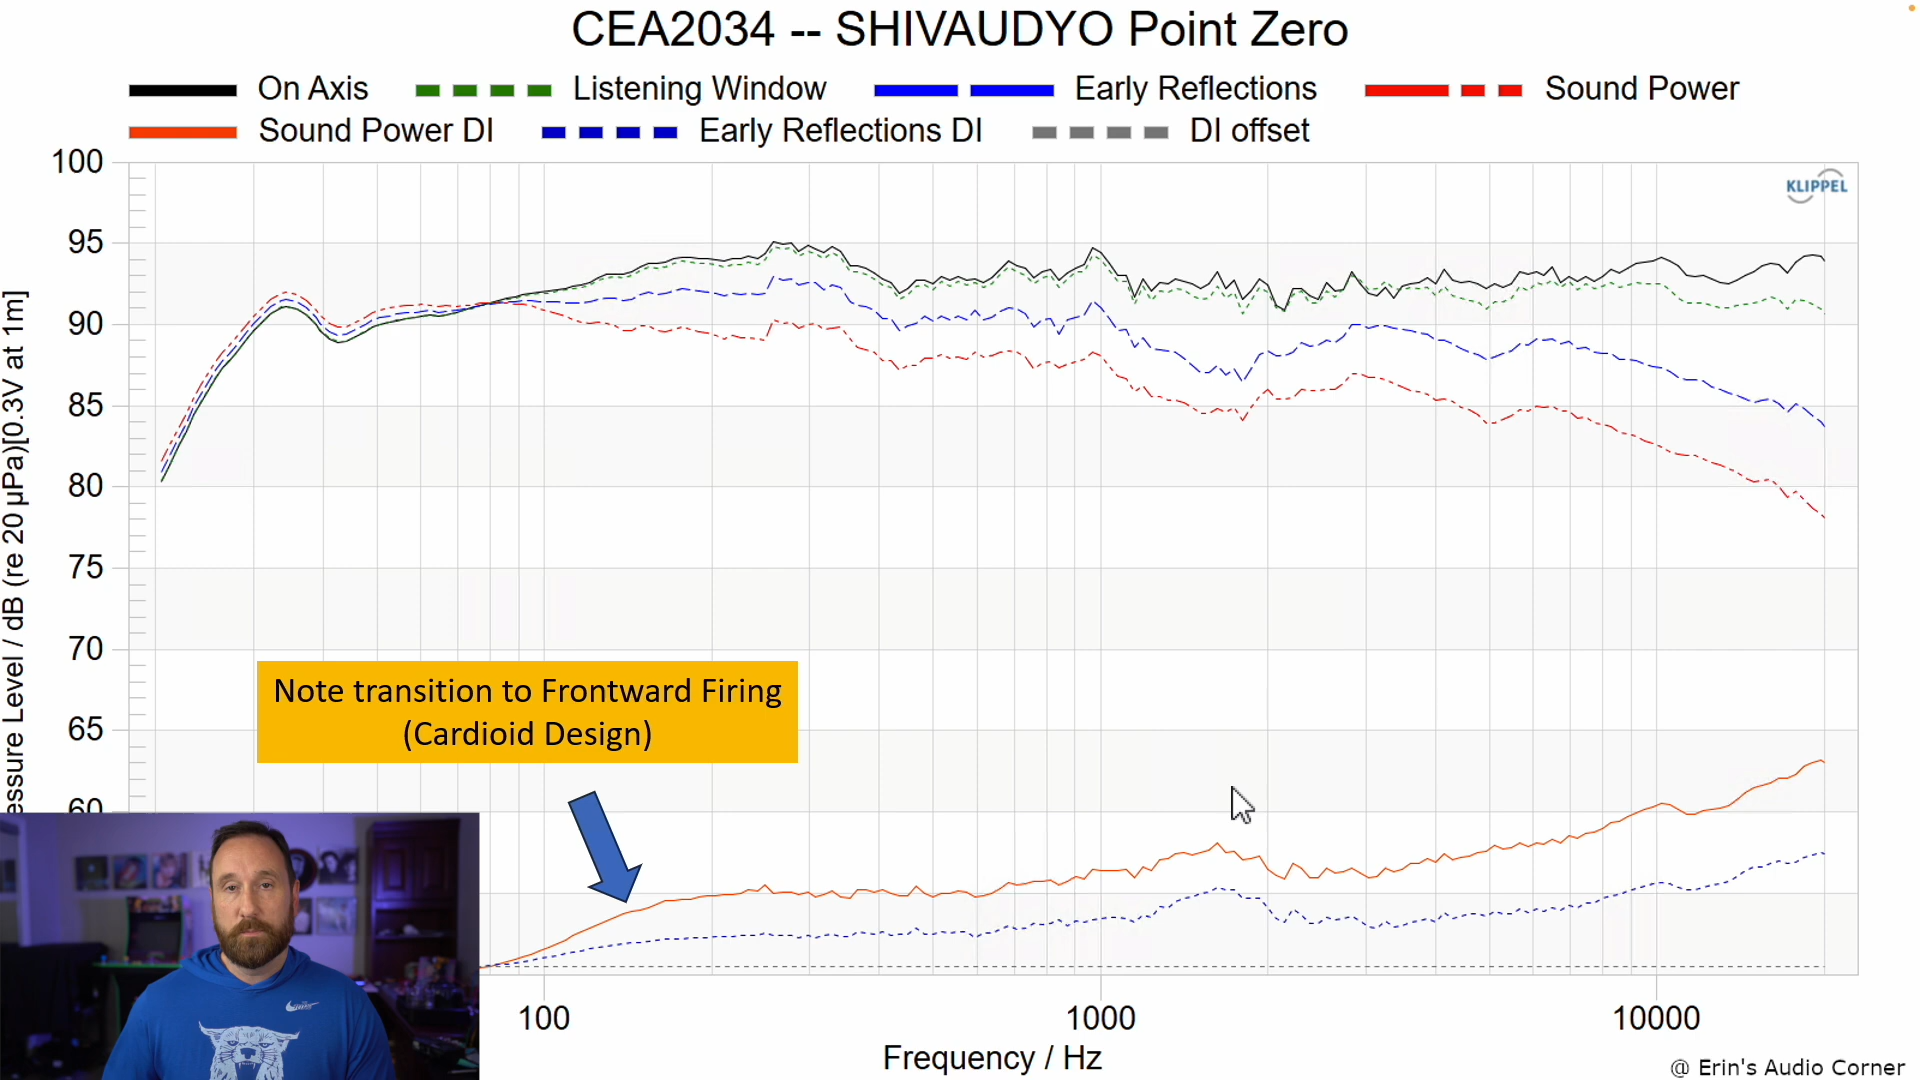 CEA2034 -- SHIVAUDYO Point Zero
On Axis Listening Window Early Reflections Sound Power
Sound Power DI Early Reflections DI DI offset
100
95
90
85
80
75
70
65
60
essure Level / dB (re 20 µPa)[0.3V at 1m]
KLIPPEL
Note transition to Frontward Firing
(Cardioid Design)
100 1000 10000
Frequency / Hz
@ Erin's Audio Corner